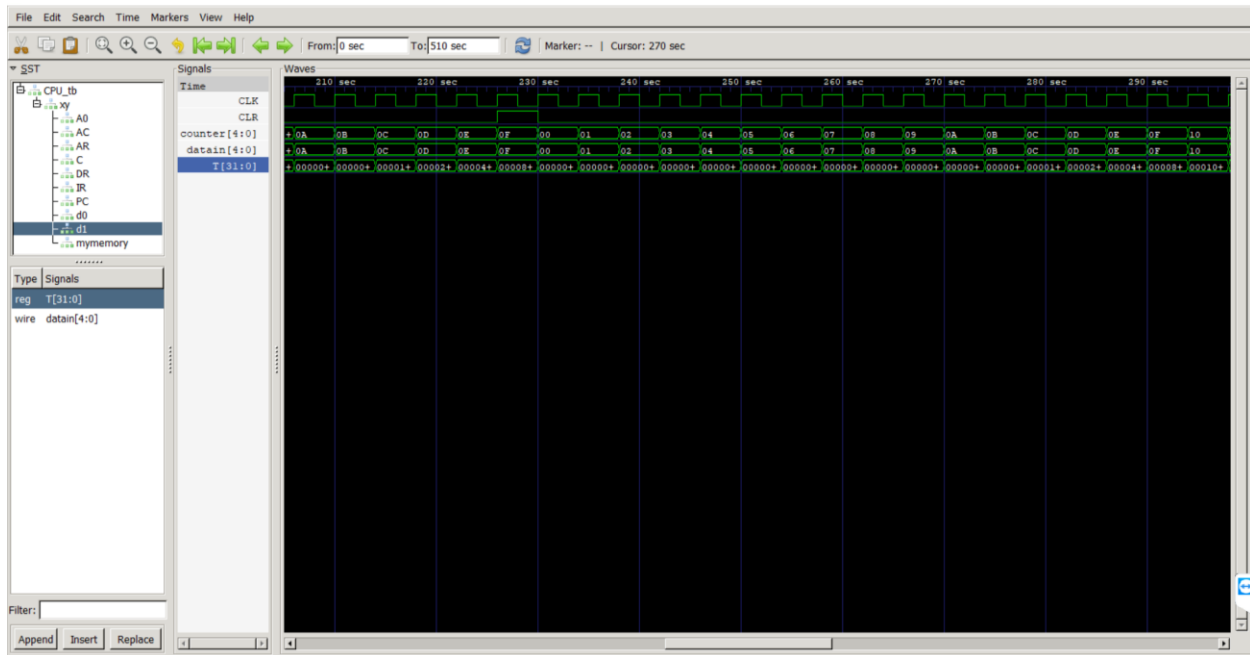 File Edit Search Time Markers View Help
From: 0 sec To: 510 sec Marker: -- | Cursor: 270 sec
SST
CPU_tb
xy
A0
AC
AR
C
DR
IR
PC
d0
d1
mymemory
Type Signals
reg T[31:0]
wire datain[4:0]
Filter:
Append Insert Replace
Signals
Time
CLK
CLR
counter[4:0]
datain[4:0]
T[31:0]
Waves
210 sec 220 sec 230 sec 240 sec 250 sec 260 sec 270 sec 280 sec 290 sec
+ 0A 0B 0C 0D 0E 0F 00 01 02 03 04 05 06 07 08 09 0A 0B 0C 0D 0E 0F 10
+ 0A 0B 0C 0D 0E 0F 00 01 02 03 04 05 06 07 08 09 0A 0B 0C 0D 0E 0F 10
+ 00000+ 00000+ 00001+ 00002+ 00004+ 00008+ 00000+ 00000+ 00000+ 00000+ 00000+ 00000+ 00000+ 00000+ 00000+ 00000+ 00000+ 00000+ 00001+ 00002+ 00004+ 00008+ 00010+